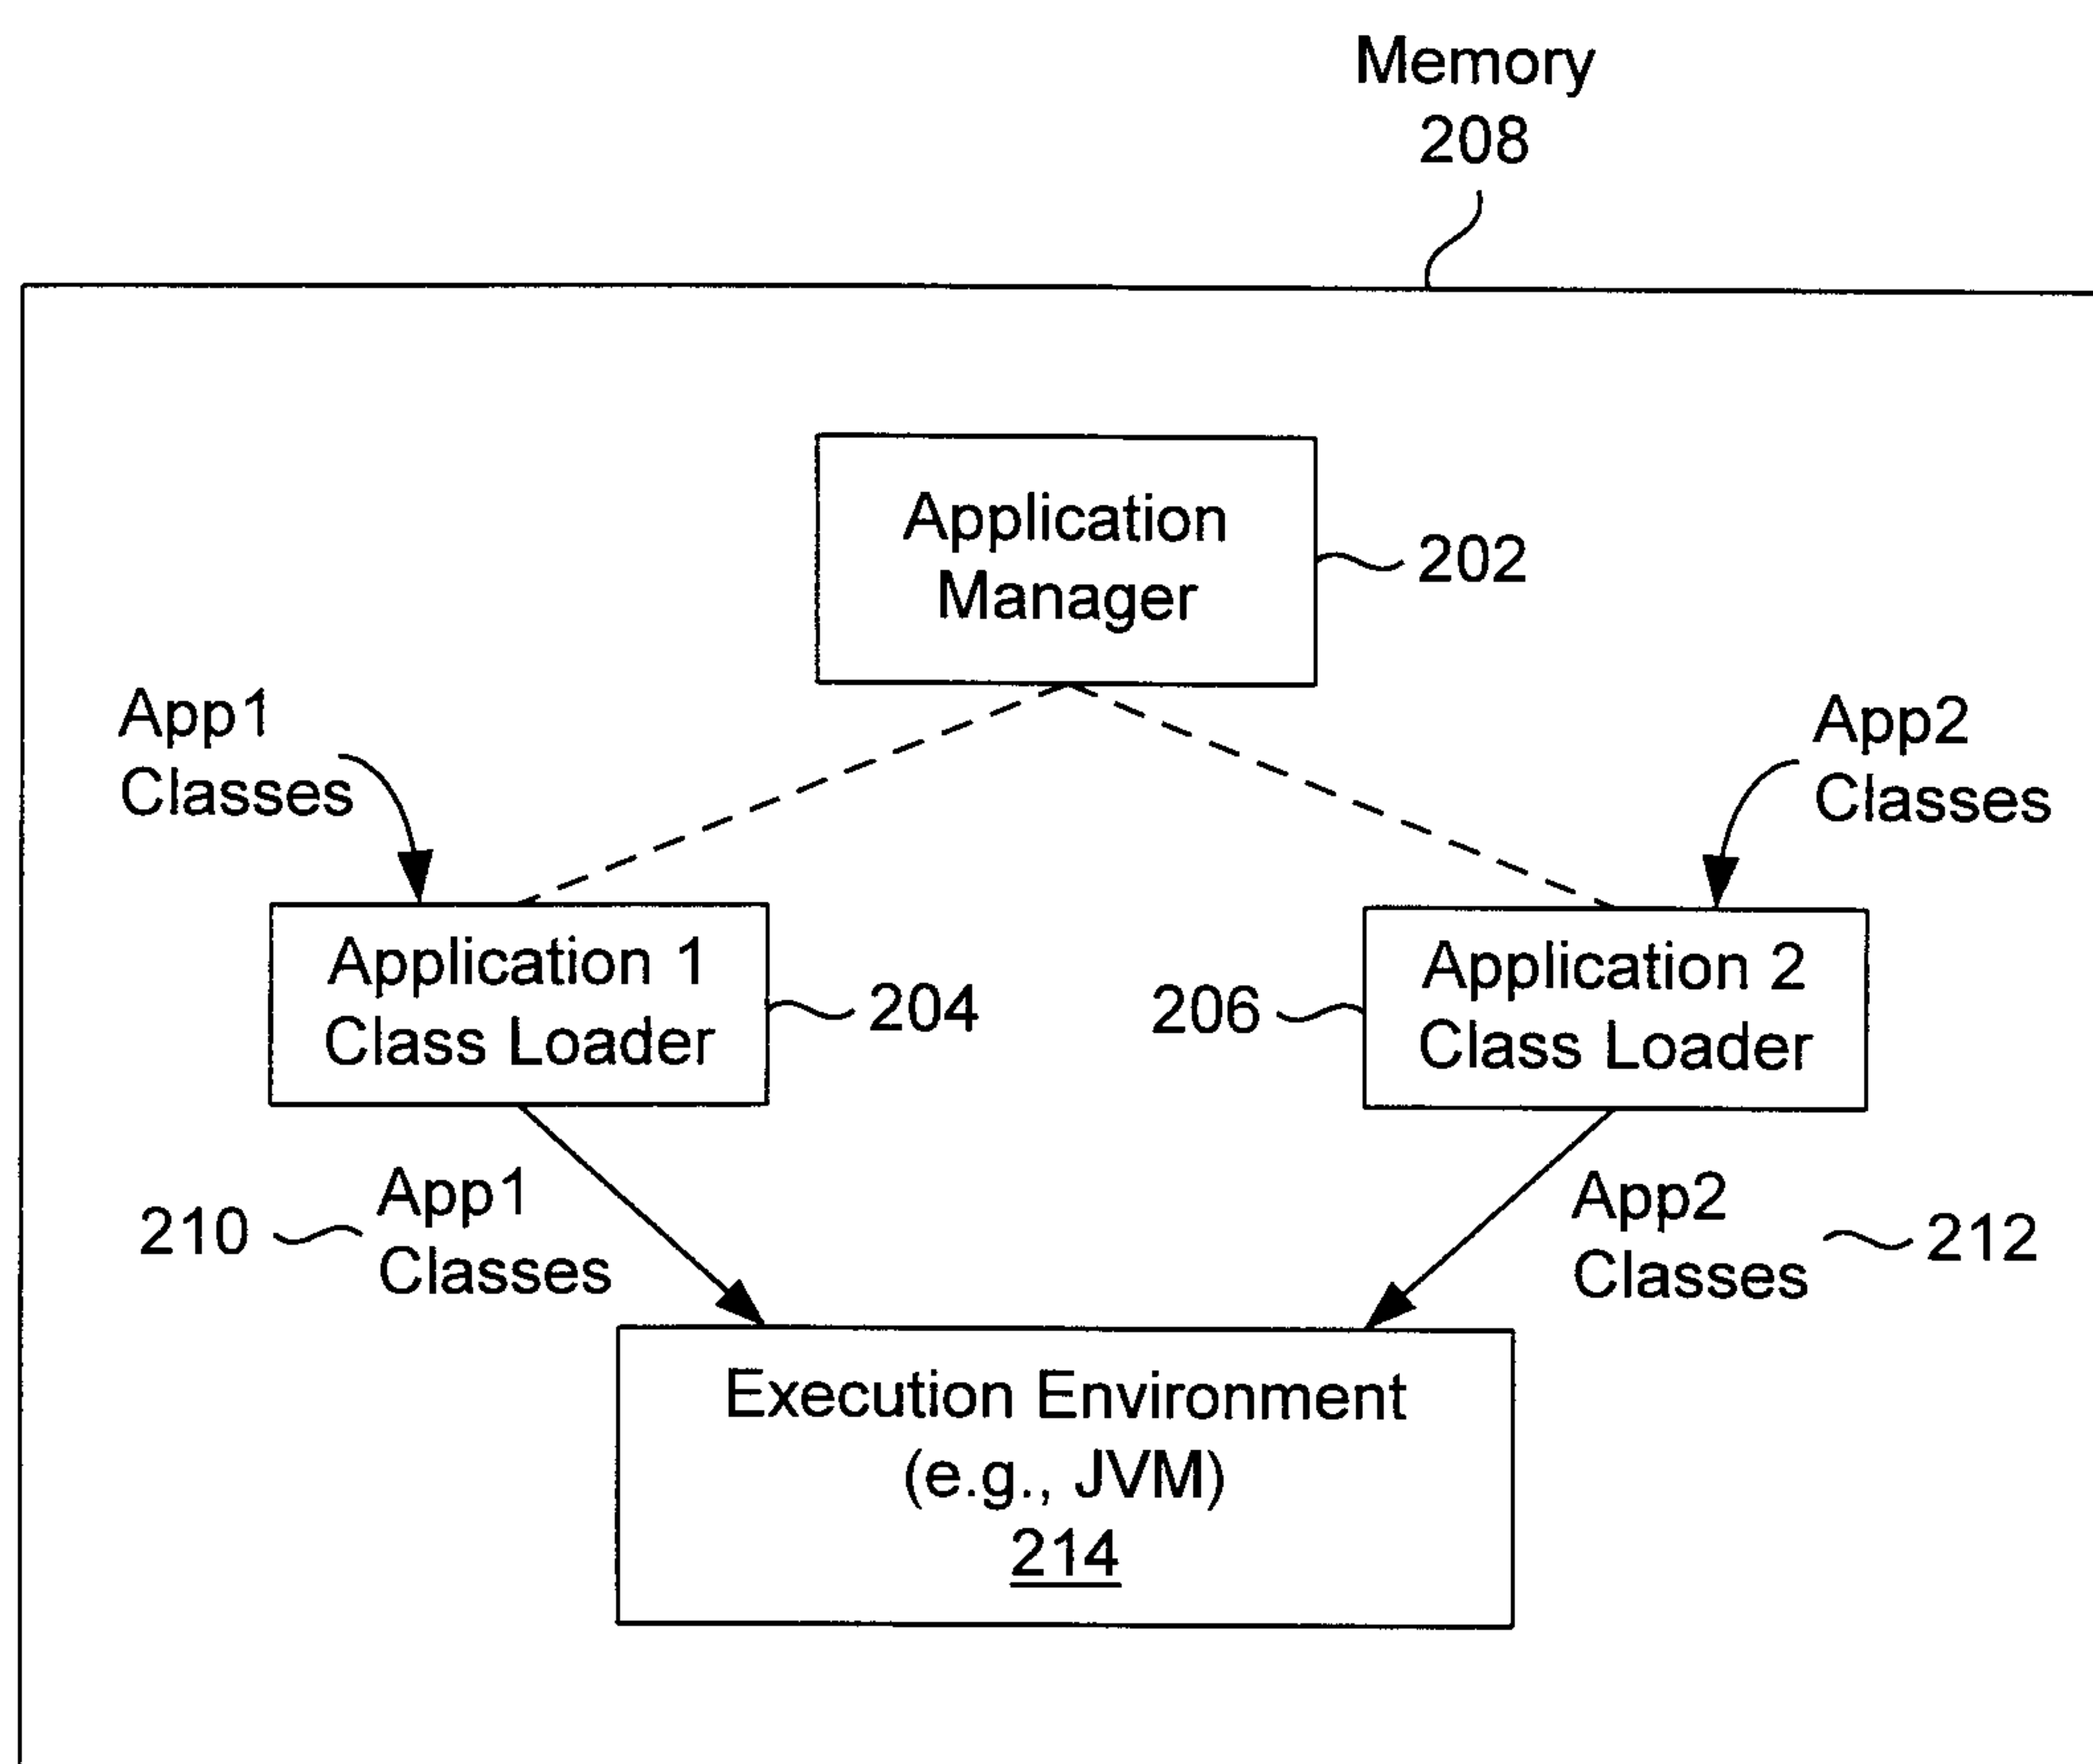 Memory
208
Application
Manager
202
App1
Classes
App2
Classes
Application 1
Class Loader
204
206
Application 2
Class Loader
210
App1
Classes
App2
Classes
212
Execution Environment
(e.g., JVM)
214